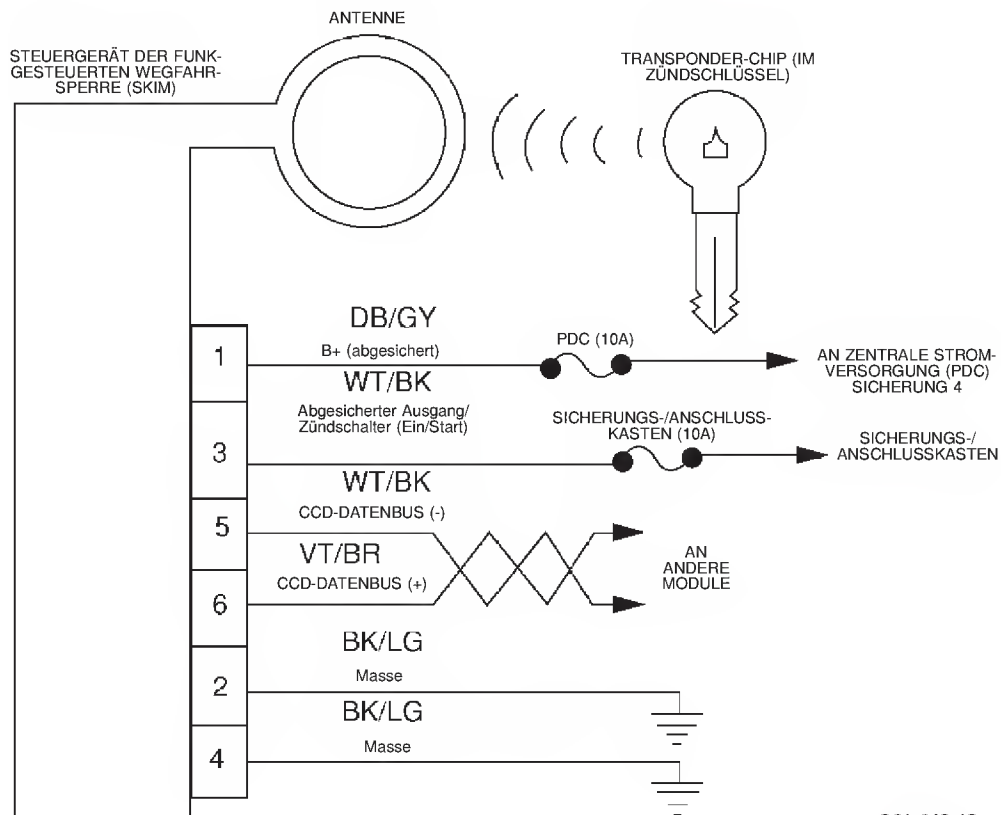 ANTENNE
STEUERGERÄT DER FUNK-
GESTEUERTEN WEGFAHR-
SPERRE (SKIM)
TRANSPONDER-CHIP (IM
ZÜNDSCHLÜSSEL)
DB/GY
1
B+ (abgesichert)
PDC (10A)
AN ZENTRALE STROM-
VERSORGUNG (PDC)
SICHERUNG 4
WT/BK
Abgesicherter Ausgang/
Zündschalter (Ein/Start)
3
SICHERUNGS-/ANSCHLUSS-
KASTEN (10A)
SICHERUNGS-/
ANSCHLUSSKASTEN
WT/BK
5
CCD-DATENBUS (-)
VT/BR
CCD-DATENBUS (+)
6
AN
ANDERE
MODULE
BK/LG
2
Masse
BK/LG
4
Masse